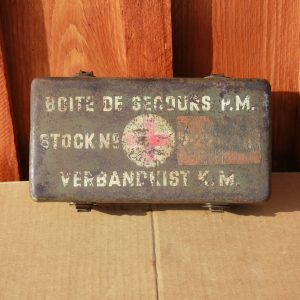 BOITE DE SECOURS P.M.
STOCK No
VERBANDKIST K.M.